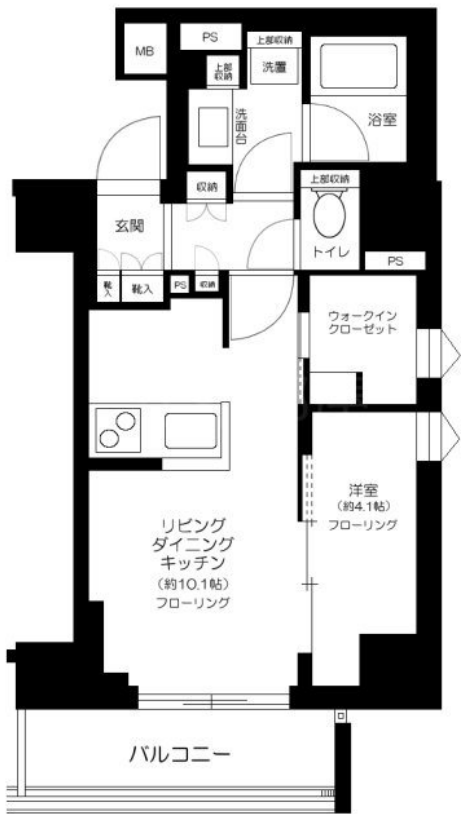 PS
MB
上部収納
洗置
上部収納
洗面台
浴室
収納
上部収納
トイレ
玄関
PS
靴入
靴入
PS
収納
ウォークイン
クローゼット
洋室
(約4.1帖)
フローリング
リビング
ダイニング
キッチン
(約10.1帖)
フローリング
バルコニー